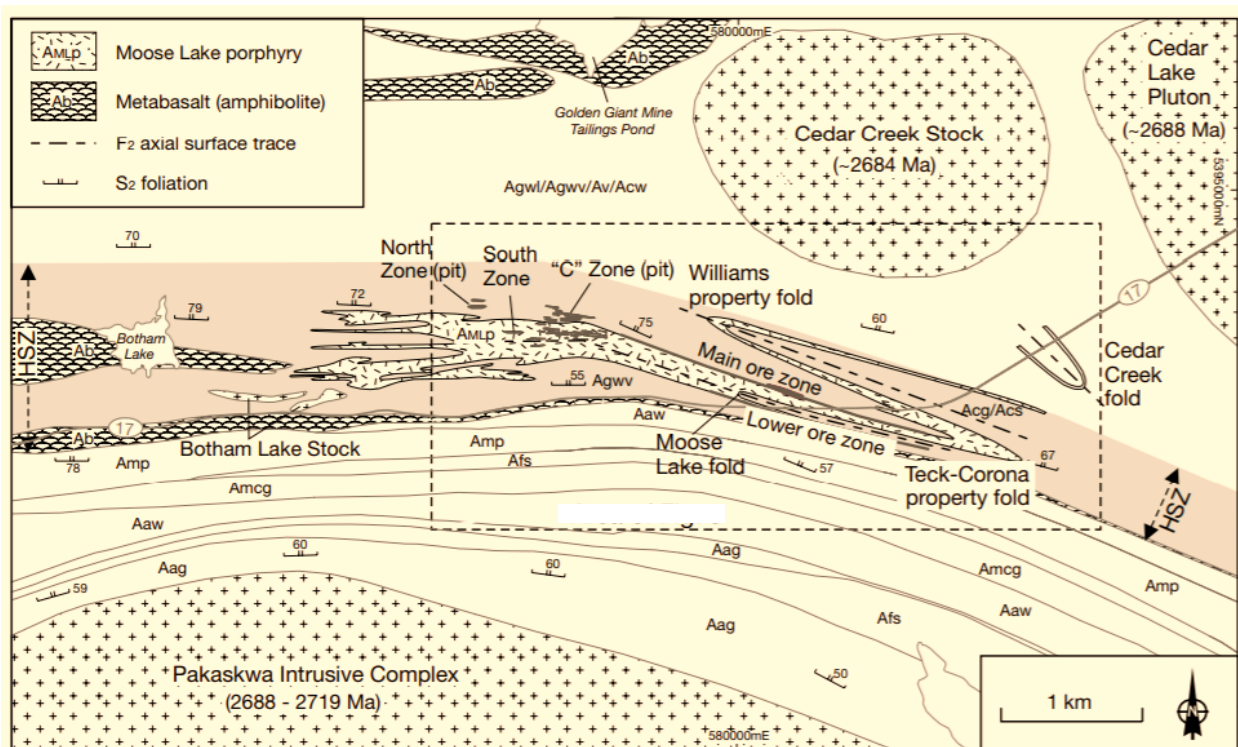 AMLp
Moose Lake porphyry
Ab
Metabasalt (amphibolite)
F2 axial surface trace
S2 foliation
Ab
Ab
Ab
580000mE
Golden Giant Mine
Tailings Pond
Cedar Creek Stock
(~2684 Ma)
Cedar
Lake
Pluton
(~2688 Ma)
5395000mN
Agwl/Agwv/Av/Acw
70
North
Zone (pit)
South
Zone
“C” Zone (pit)
Williams
property fold
17
72
79
75
60
HSZ
Ab
Botham
Lake
AMLp
Main ore zone
Cedar
Creek
fold
55
Agwv
Acg/Acs
Aaw
Lower ore zone
17
Ab
Botham Lake Stock
Moose
Lake fold
78
Amp
Amp
Afs
57
67
Teck-Corona
property fold
HSZ
Amcg
Aaw
60
Aag
Amcg
Amp
Aag
60
59
Afs
Aaw
Aag
Pakaskwa Intrusive Complex
(2688 - 2719 Ma)
50
580000mE
1 km
N